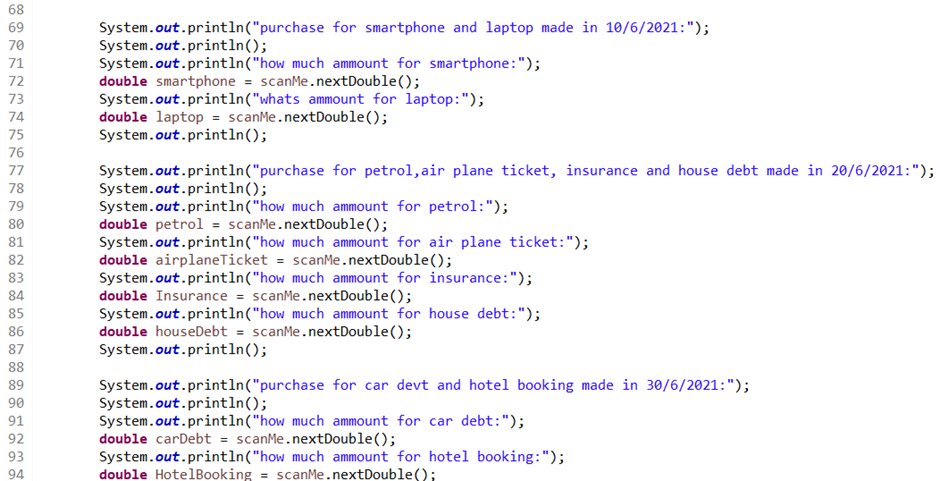 68
69 System.out.println("purchase for smartphone and laptop made in 10/6/2021:");
70 System.out.println();
71 System.out.println("how much ammount for smartphone:");
72 double smartphone = scanMe.nextDouble();
73 System.out.println("whats ammount for laptop:");
74 double laptop = scanMe.nextDouble();
75 System.out.println();
76
77 System.out.println("purchase for petrol,air plane ticket, insurance and house debt made in 20/6/2021:");
78 System.out.println();
79 System.out.println("how much ammount for petrol:");
80 double petrol = scanMe.nextDouble();
81 System.out.println("how much ammount for air plane ticket:");
82 double airplaneTicket = scanMe.nextDouble();
83 System.out.println("how much ammount for insurance:");
84 double Insurance = scanMe.nextDouble();
85 System.out.println("how much ammount for house debt:");
86 double houseDebt = scanMe.nextDouble();
87 System.out.println();
88
89 System.out.println("purchase for car devt and hotel booking made in 30/6/2021:");
90 System.out.println();
91 System.out.println("how much ammount for car debt:");
92 double carDebt = scanMe.nextDouble();
93 System.out.println("how much ammount for hotel booking:");
94 double HotelBooking = scanMe.nextDouble();